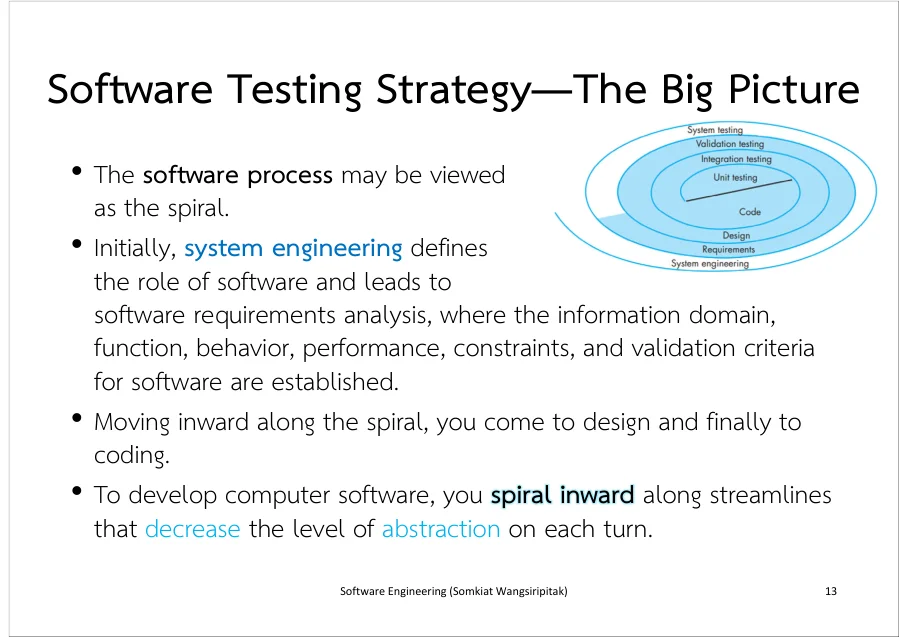 Software Testing Strategy—The Big Picture
• The software process may be viewed
as the spiral.
• Initially, system engineering defines
the role of software and leads to
software requirements analysis, where the information domain,
function, behavior, performance, constraints, and validation criteria
for software are established.
• Moving inward along the spiral, you come to design and finally to
coding.
• To develop computer software, you spiral inward along streamlines
that decrease the level of abstraction on each turn.
System testing
Validation testing
Integration testing
Unit testing
Code
Design
Requirements
System engineering
Software Engineering (Somkiat Wangsiripitak)
13